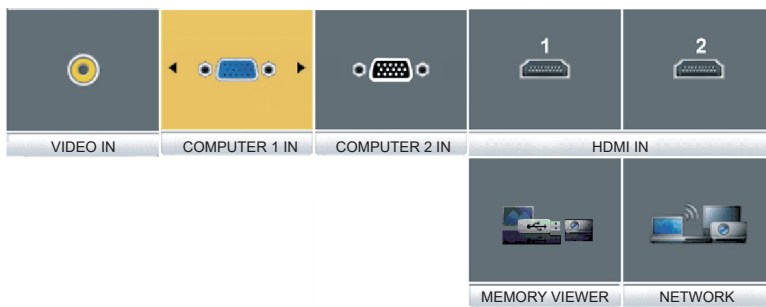 1 2
VIDEO IN COMPUTER 1 IN COMPUTER 2 IN HDMI IN
MEMORY VIEWER NETWORK